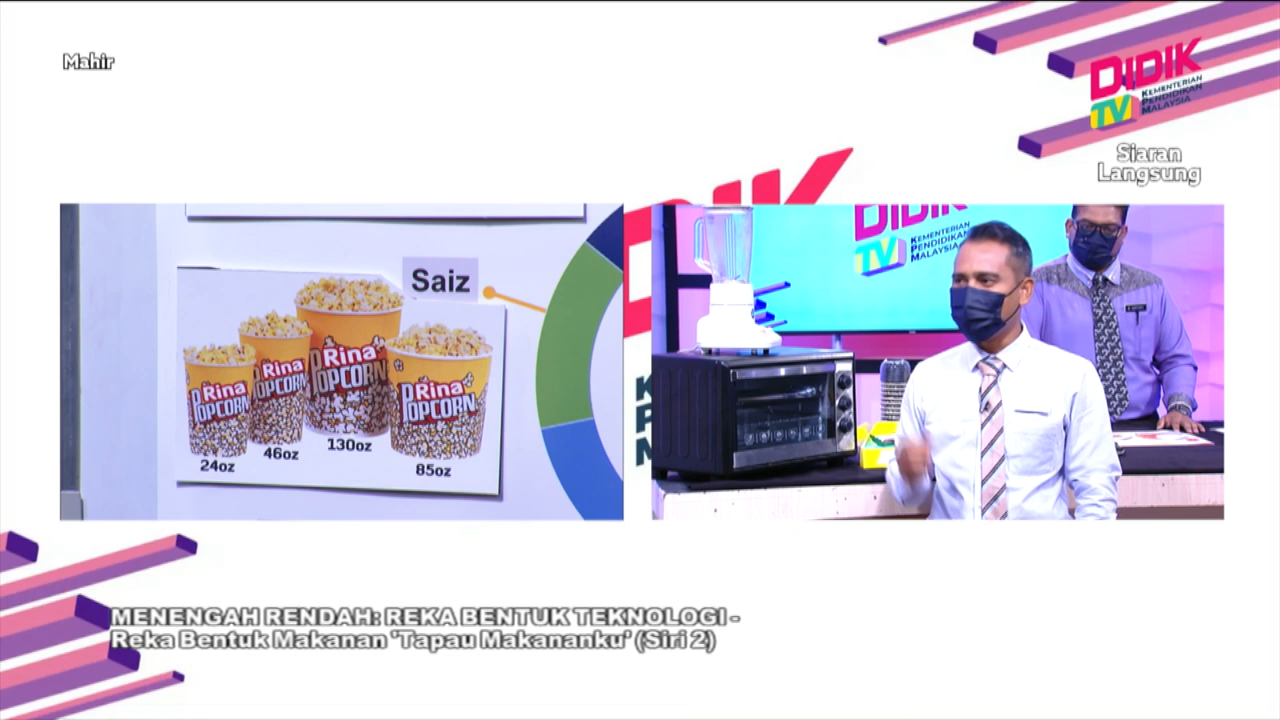 Mahir
DIDIK
TV
KEMENTERIAN
PENDIDIKAN
MALAYSIA
Siaran
Langsung
Saiz
Rina
POPCORN
24oz
Rina
POPCORN
46oz
Rina
POPCORN
130oz
Rina
POPCORN
85oz
DIDIK
TV
KEMENTERIAN
PENDIDIKAN
MALAYSIA
MENENGAH RENDAH: REKA BENTUK TEKNOLOGI -
Reka Bentuk Makanan 'Tapau Makananku' (Siri 2)